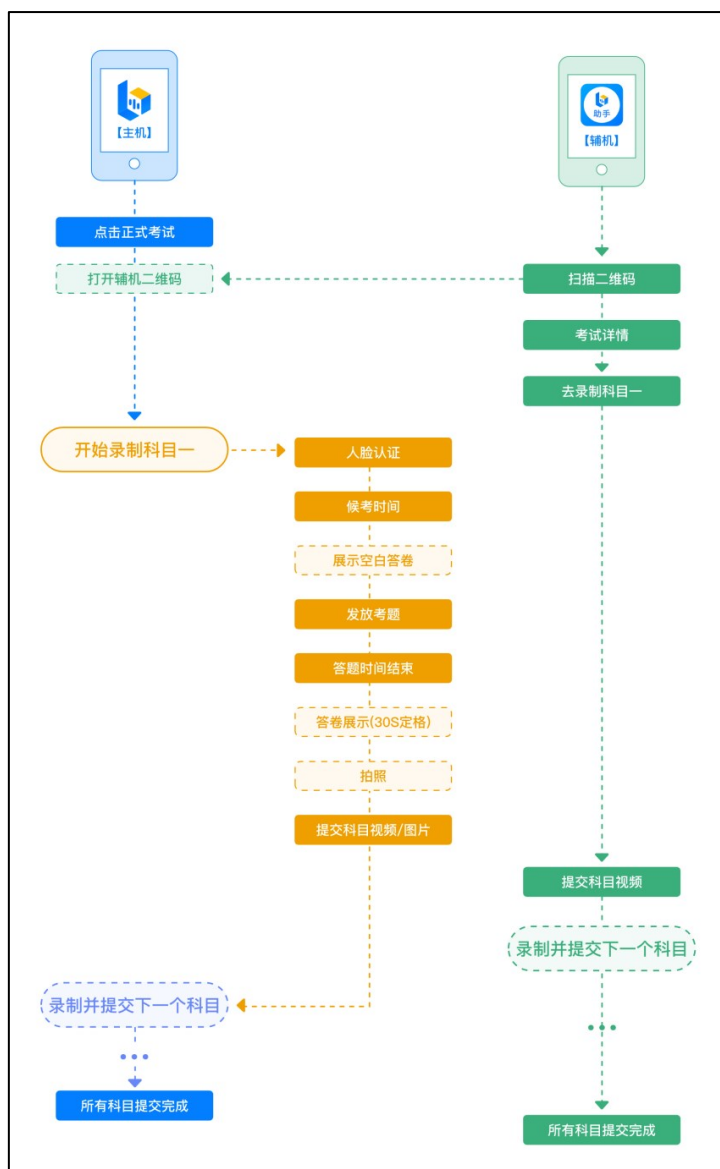 【主机】
助手
【辅机】
点击正式考试
打开辅机二维码
扫描二维码
考试详情
去录制科目一
开始录制科目一
人脸认证
候考时间
展示空白答卷
发放考题
答题时间结束
答卷展示(30S定格)
拍照
提交科目视频/图片
提交科目视频
录制并提交下一个科目
录制并提交下一个科目
所有科目提交完成
所有科目提交完成